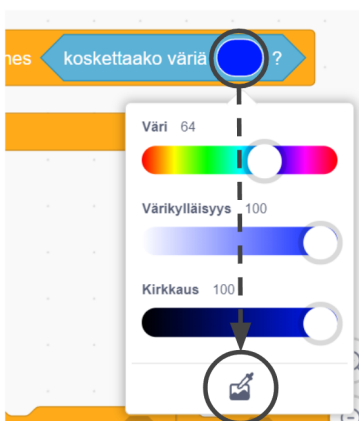 nes koskettaako väriä ?
Väri 64
Värikylläisyys 100
Kirkkaus 100